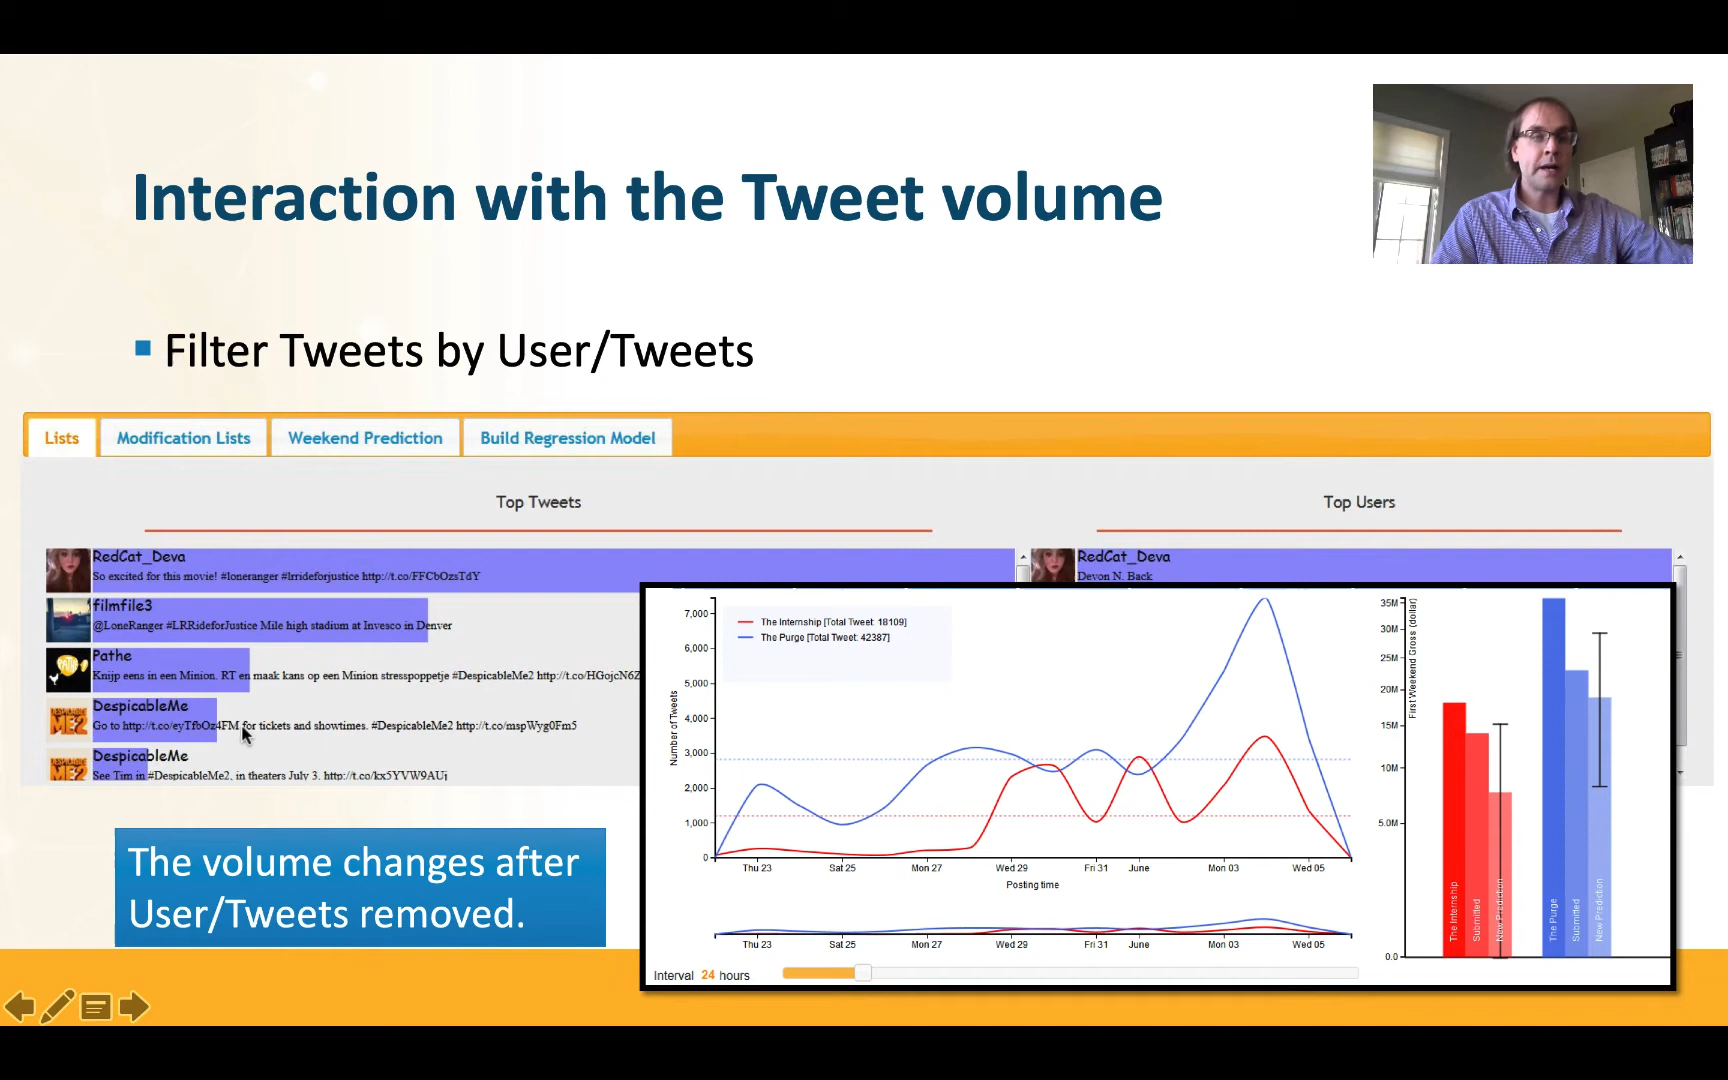 Interaction with the Tweet volume
Filter Tweets by User/Tweets
Lists
Modification Lists
Weekend Prediction
Build Regression Model
Top Tweets
RedCat_Deva
So excited for this movie! #loneranger #lrrideforjustice http://t.co/FFCbOzsTdY
filmfile3
@LoneRanger #LRRideforJustice Mile high stadium at Invesco in Denver
Pathe
Knijp eens in een Minion. RT en maak kans op een Minion stresspoppetje #DespicableMe2 http://t.co/HGojcN6Z
DespicableMe
Go to http://t.co/eyTfbOz4FM for tickets and showtimes. #DespicableMe2 http://t.co/mspWyg0Fm5
DespicableMe
See Tim in #DespicableMe2, in theaters July 3. http://t.co/kx5YVW9AUj
Top Users
RedCat_Deva
Devon N. Back
The volume changes after
User/Tweets removed.
The Internship [Total Tweet: 18109]
The Purge [Total Tweet: 42387]
Number of Tweets
7,000
6,000
5,000
4,000
3,000
2,000
1,000
0
Thu 23
Sat 25
Mon 27
Wed 29
Fri 31
June
Mon 03
Wed 05
Posting time
Thu 23
Sat 25
Mon 27
Wed 29
Fri 31
June
Mon 03
Wed 05
Interval 24 hours
First Weekend Gross (dollar)
35M
30M
25M
20M
15M
10M
5.0M
0.0
The Internship
Submitted
New Prediction
The Purge
Submitted
New Prediction